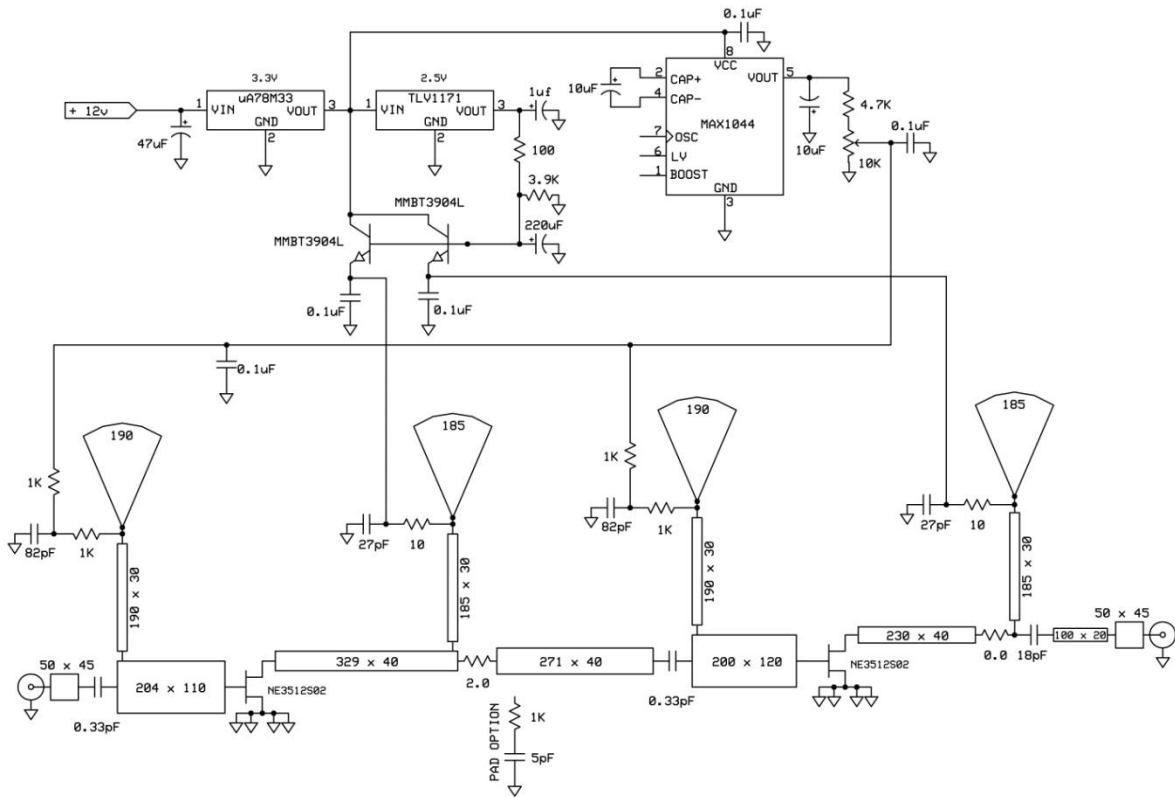 0.1uF
8
VCC
3.3V
uA78M33
2.5V
TLV1171
+ 12v
1 VIN VOUT 3
GND
2
47uF
1 VIN VOUT 3
GND
2
1uf
100
3.9K
220uF
MMBT3904L
MMBT3904L
0.1uF
0.1uF
10uF
2 CAP+
4 CAP-
VOUT 5
MAX1044
7 OSC
6 LV
1 BOOST
GND
3
10uF
4.7K
10K
0.1uF
0.1uF
190
185
190
185
1K
82pF
1K
27pF
10
1K
82pF
1K
27pF
10
190 x 30
185 x 30
190 x 30
185 x 30
50 x 45
0.33pF
204 x 110
NE3512S02
329 x 40
2.0
271 x 40
0.33pF
200 x 120
NE3512S02
230 x 40
0.0
18pF
100 x 20
50 x 45
PAD OPTION
1K
5pF